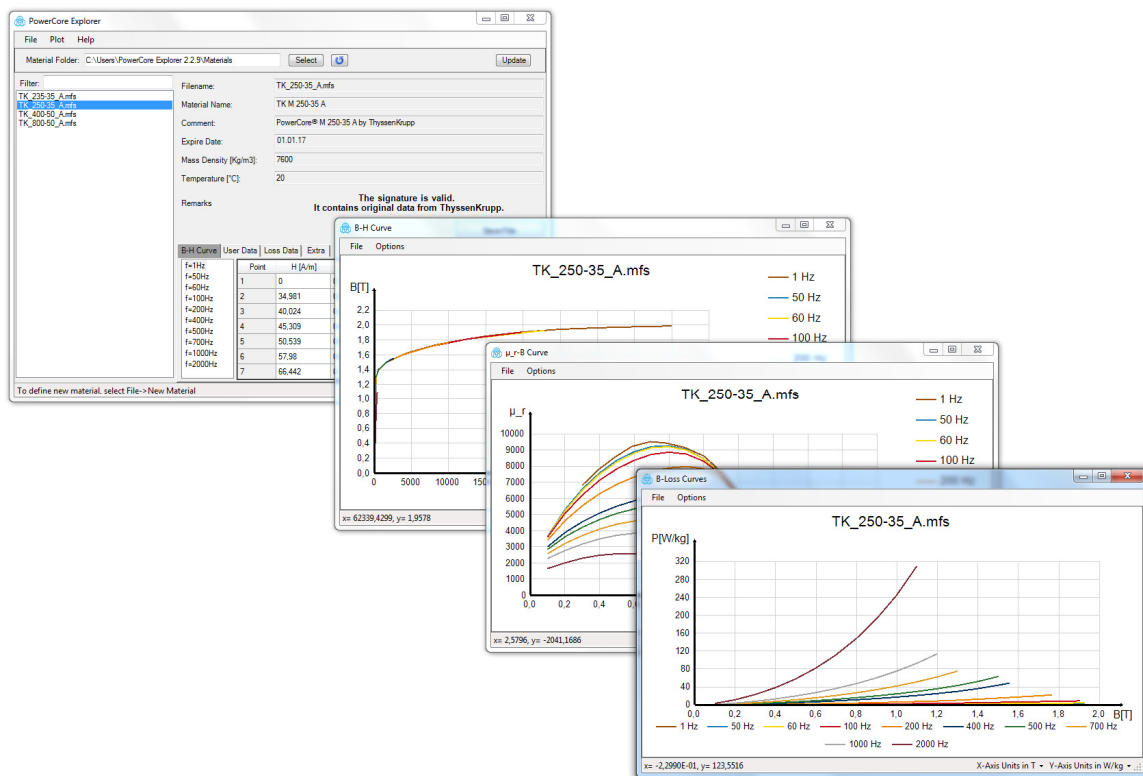 PowerCore Explorer
File Plot Help
Material Folder: C:\Users\PowerCore Explorer 2.2.9\Materials Select Update
Filter:
TK_235-35_A.mfs
TK_250-35_A.mfs
TK_400-50_A.mfs
TK_800-50_A.mfs
Filename: TK_250-35_A.mfs
Material Name: TK M 250-35 A
Comment: PowerCore® M 250-35 A by ThyssenKrupp
Expire Date: 01.01.17
Mass Density [Kg/m3]: 7600
Temperature [°C]: 20
Remarks
The signature is valid.
It contains original data from ThyssenKrupp.
B-H Curve User Data Loss Data Extra
f=1Hz
f=50Hz
f=60Hz
f=100Hz
f=200Hz
f=400Hz
f=500Hz
f=700Hz
f=1000Hz
f=2000Hz
Point H [A/m]
1 0
2 34,981
3 40,024
4 45,309
5 50,539
6 57,98
7 66,442
To define new material. select File->New Material
B-H Curve
File Options
TK_250-35_A.mfs
B[T]
2,2
2,0
1,8
1,6
1,4
1,2
1,0
0,8
0,6
0,4
0,2
0,0
0 5000 10000
1 Hz
50 Hz
60 Hz
100 Hz
200 Hz
x= 62339,4299, y= 1,9578
μ_r-B Curve
File Options
TK_250-35_A.mfs
μ_r
10000
9000
8000
7000
6000
5000
4000
3000
2000
1000
0
0,0 0,2 0,4
1 Hz
50 Hz
60 Hz
100 Hz
200 Hz
x= 2,5796, y= -2041,1686
B-Loss Curves
File Options
TK_250-35_A.mfs
P[W/kg]
320
280
240
200
160
120
80
40
0
0,0 0,2 0,4 0,6 0,8 1,0 1,2 1,4 1,6 1,8 2,0
B[T]
1 Hz 50 Hz 60 Hz 100 Hz 200 Hz 400 Hz 500 Hz 700 Hz
1000 Hz 2000 Hz
x= -2,2990E-01, y= 123,5516 X-Axis Units in T Y-Axis Units in W/kg